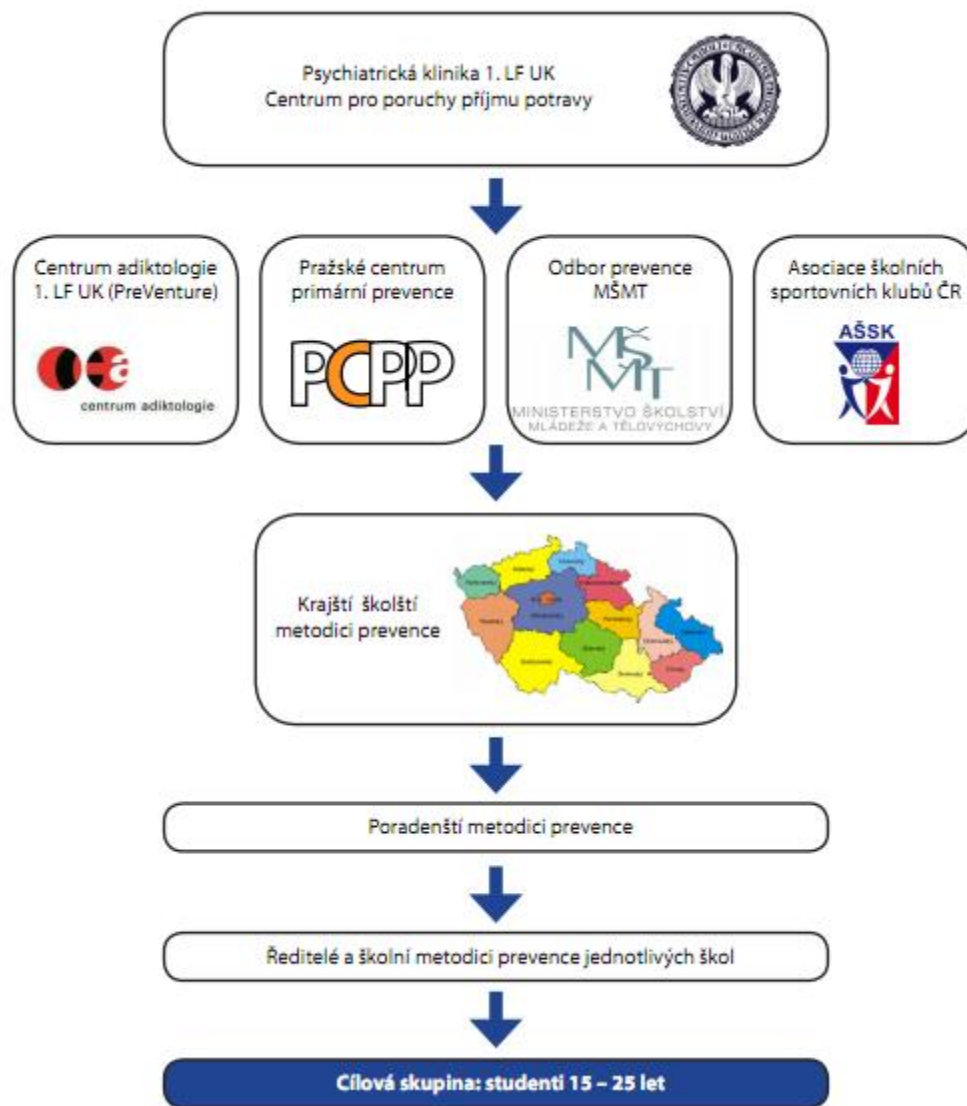 Psychiatrická klinika 1. LF UK
Centrum pro poruchy příjmu potravy
Centrum adiktologie
1. LF UK (PreVenture)
centrum adiktologie
Pražské centrum
primární prevence
PCPP
Odbor prevence
MŠMT
MŠ
MT
MINISTERSTVO ŠKOLSTVÍ
MLÁDEŽE A TĚLOVÝCHOVY
Asociace školních
sportovních klubů ČR
AŠSK
Krajští školští
metodici prevence
Poradenští metodici prevence
Ředitelé a školní metodici prevence jednotlivých škol
Cílová skupina: studenti 15 – 25 let